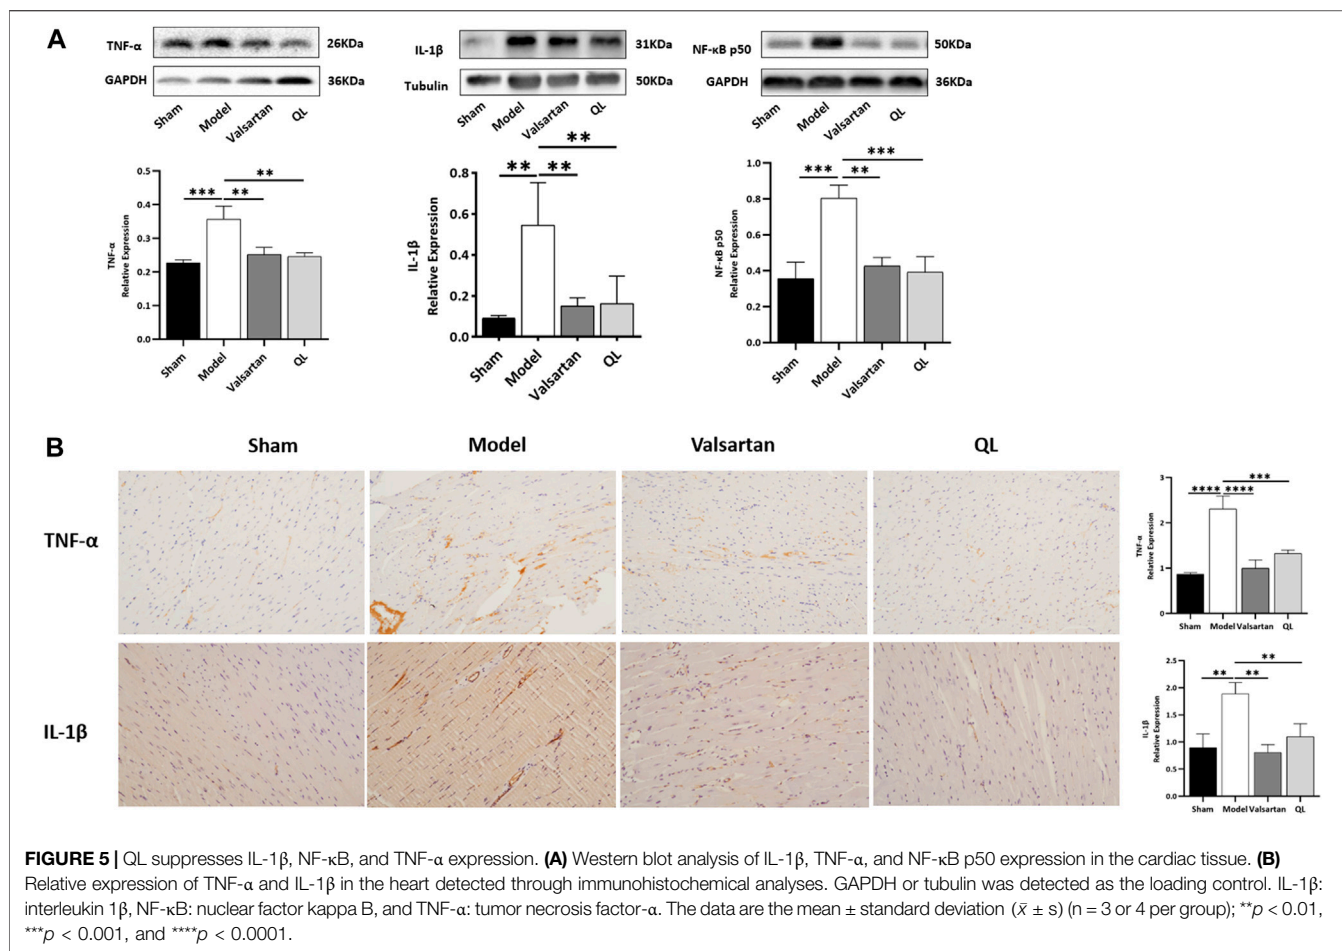 A
TNF-α
26KDa
GAPDH
36KDa
Sham
Model
Valsartan
QL
IL-1β
31KDa
Tubulin
50KDa
Sham
Model
Valsartan
QL
NF-κB p50
50KDa
GAPDH
36KDa
Sham
Model
Valsartan
QL
TNF-α
Relative Expression
0.5
0.4
0.3
0.2
0.1
0.0
***
**
**
Sham
Model
Valsartan
QL
IL-1β
Relative Expression
0.8
0.6
0.4
0.2
0.0
**
**
**
Sham
Model
Valsartan
QL
NF-κB p50
Relative Expression
1.0
0.8
0.6
0.4
0.2
0.0
***
**
***
Sham
Model
Valsartan
QL
B
Sham Model Valsartan QL
TNF-α
IL-1β
TNF-α
Relative Expression
3
2
1
0
****
****
***
Sham Model Valsartan QL
IL-1β
Relative Expression
2.5
2.0
1.5
1.0
0.5
0.0
**
**
**
Sham Model Valsartan QL
FIGURE 5 | QL suppresses IL-1β, NF-κB, and TNF-α expression. (A) Western blot analysis of IL-1β, TNF-α, and NF-κB p50 expression in the cardiac tissue. (B)
Relative expression of TNF-α and IL-1β in the heart detected through immunohistochemical analyses. GAPDH or tubulin was detected as the loading control. IL-1β:
interleukin 1β, NF-κB: nuclear factor kappa B, and TNF-α: tumor necrosis factor-α. The data are the mean ± standard deviation (x̄ ± s) (n = 3 or 4 per group); **p < 0.01,
***p < 0.001, and ****p < 0.0001.